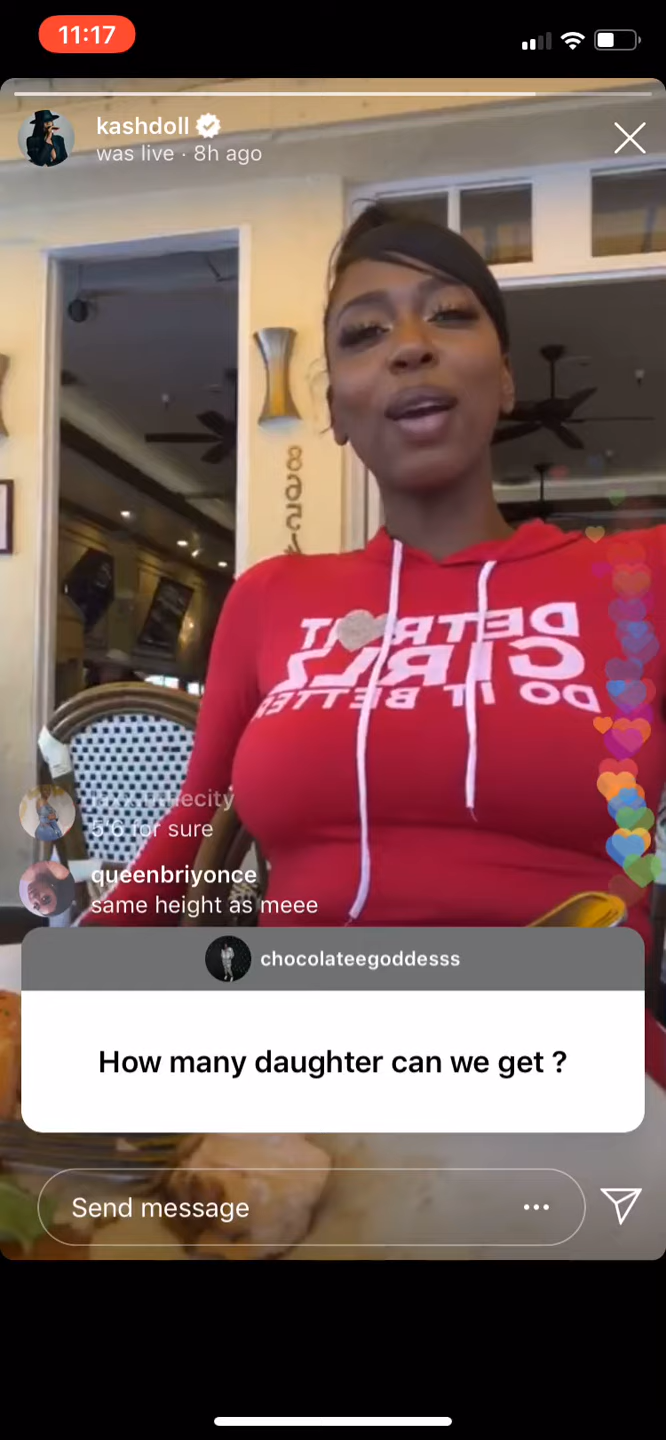 11:17
kashdoll
was live · 8h ago
DETROIT
GIRLZ
DO IT BETTER
5'6 for sure
queenbriyonce
same height as meee
chocolateegoddesss
How many daughter can we get ?
Send message